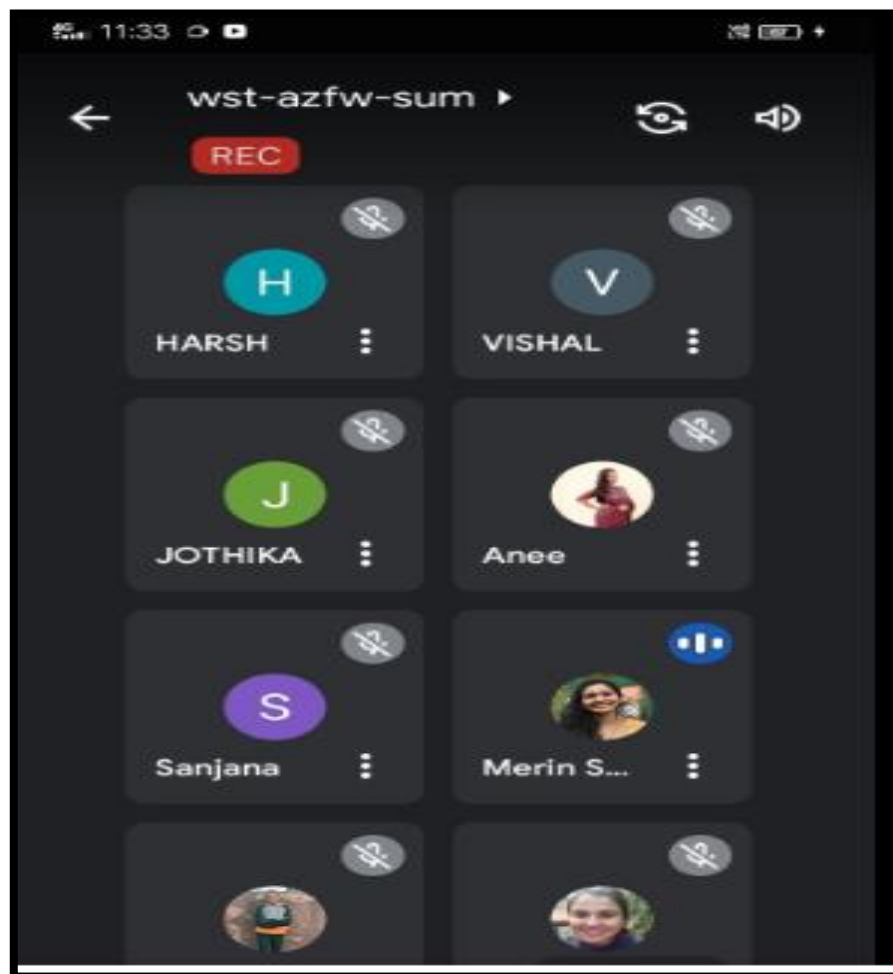 11:33
wst-azfw-sum
REC
H
V
HARSH
VISHAL
J
JOTHIKA
Anee
S
Sanjana
Merin S...